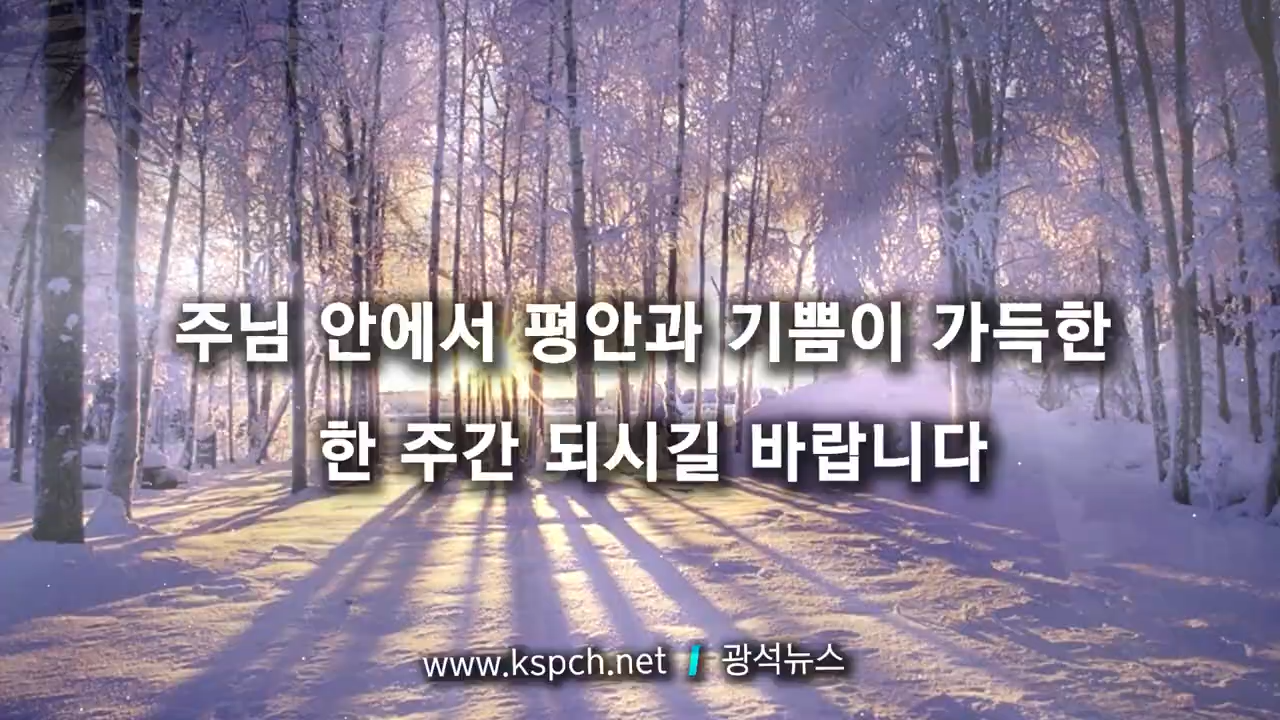 주님 안에서 평안과 기쁨이 가득한
한 주간 되시길 바랍니다
www.kspch.net / 광석뉴스